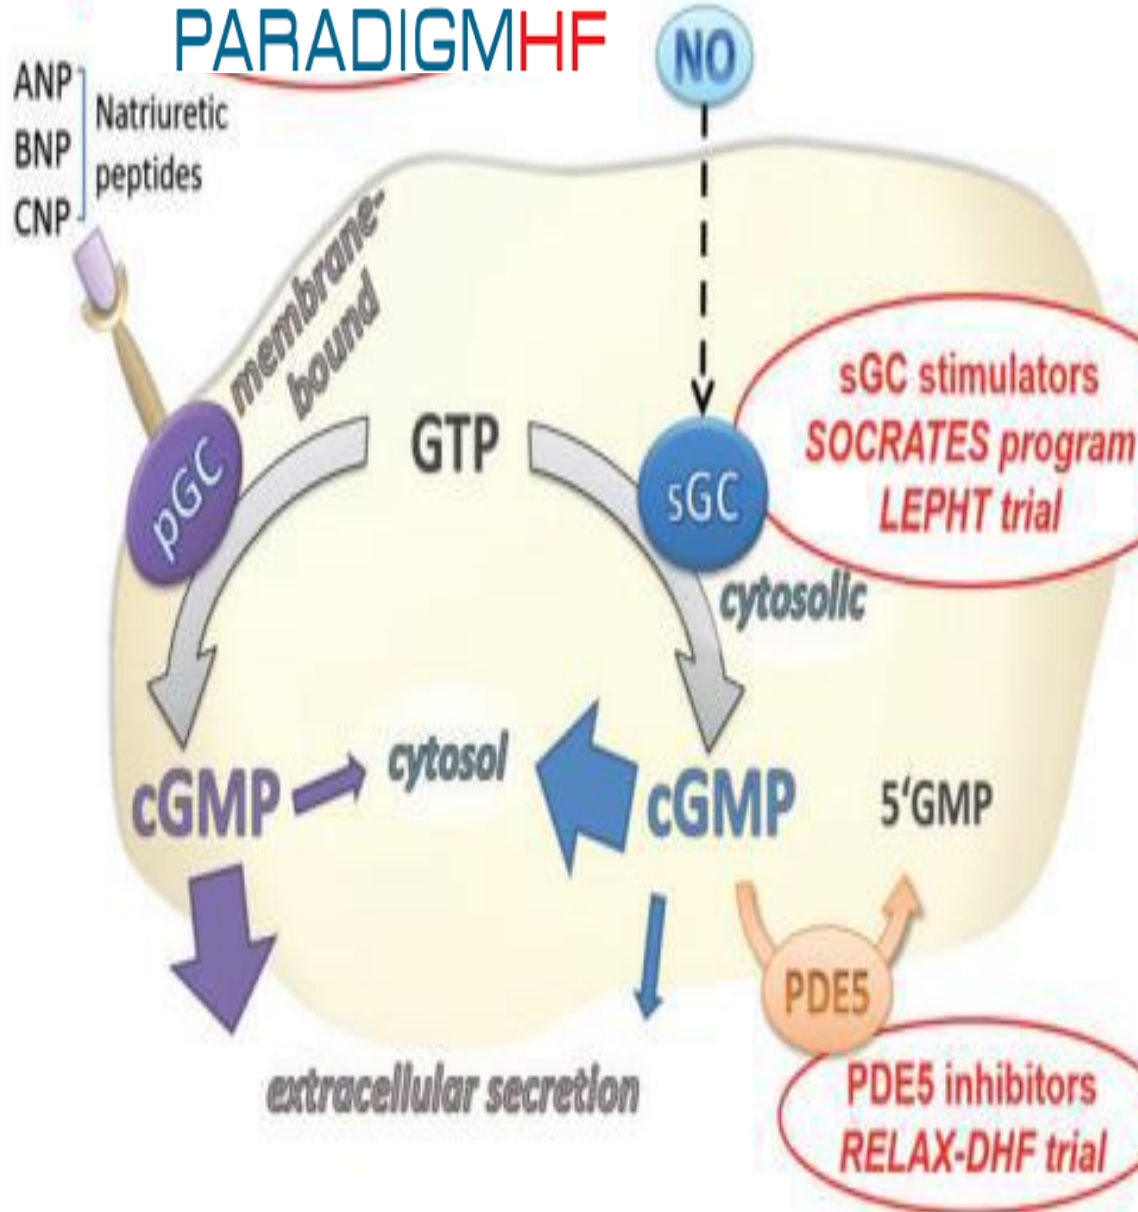 PARADIGMHF
NO
ANP
BNP
CNP
Natriuretic
peptides
membrane-
bound
pGC
GTP
sGC
sGC stimulators
SOCRATES program
LEPHT trial
cytosolic
cGMP
cytosol
cGMP
5‘GMP
PDE5
extracellular secretion
PDE5 inhibitors
RELAX-DHF trial